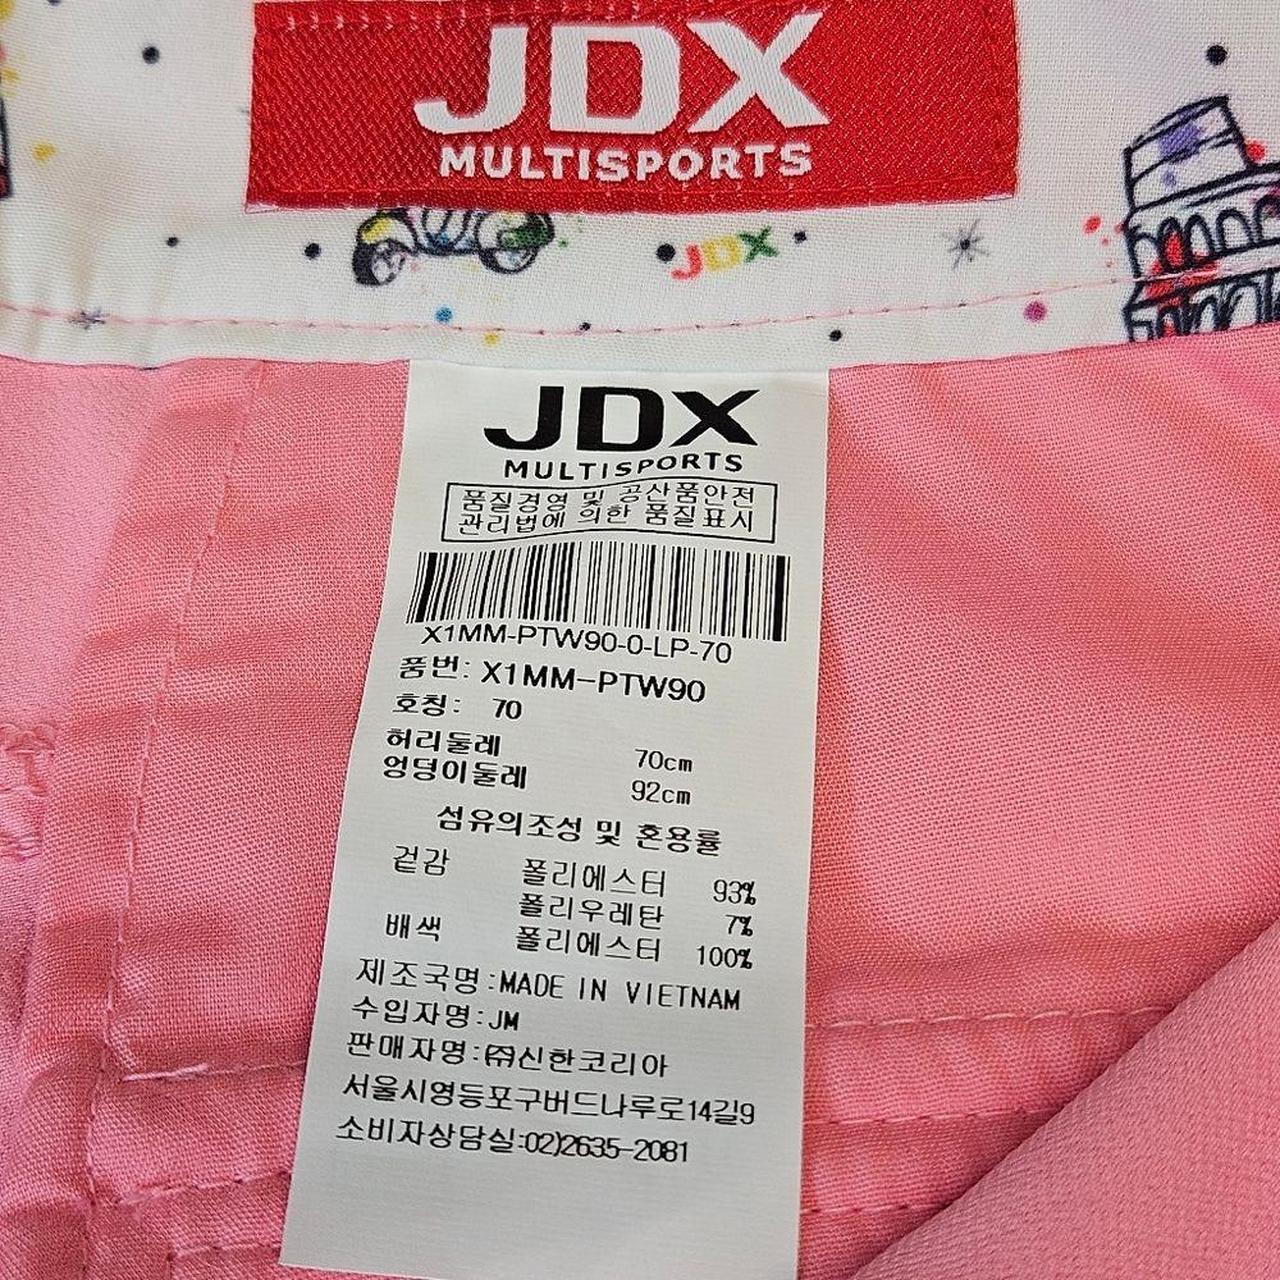 JDX
MULTISPORTS
JDX
JDX
MULTISPORTS
품질경영 및 공산품안전
관리법에 의한 품질표시
X1MM-PTW90-0-LP-70
품번: X1MM-PTW90
호칭: 70
허리둘레 70cm
엉덩이둘레 92cm
섬유의조성 및 혼용률
겉감 폴리에스터 93%
폴리우레탄 7%
배색 폴리에스터 100%
제조국명:MADE IN VIETNAM
수입자명:JM
판매자명:㈜신한코리아
서울시영등포구버드나루로14길9
소비자상담실:02)2635-2081